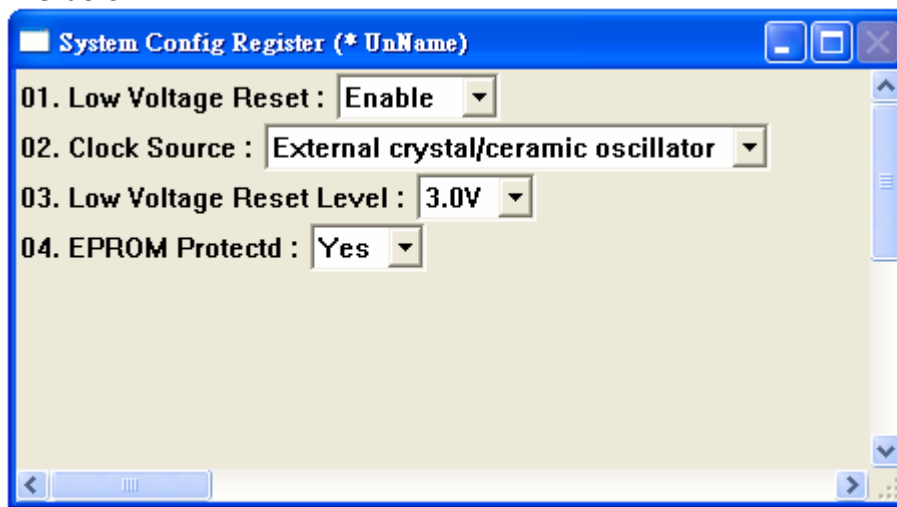 System Config Register (* UnName)
01. Low Voltage Reset : Enable
02. Clock Source : External crystal/ceramic oscillator
03. Low Voltage Reset Level : 3.0V
04. EPROM Protectd : Yes